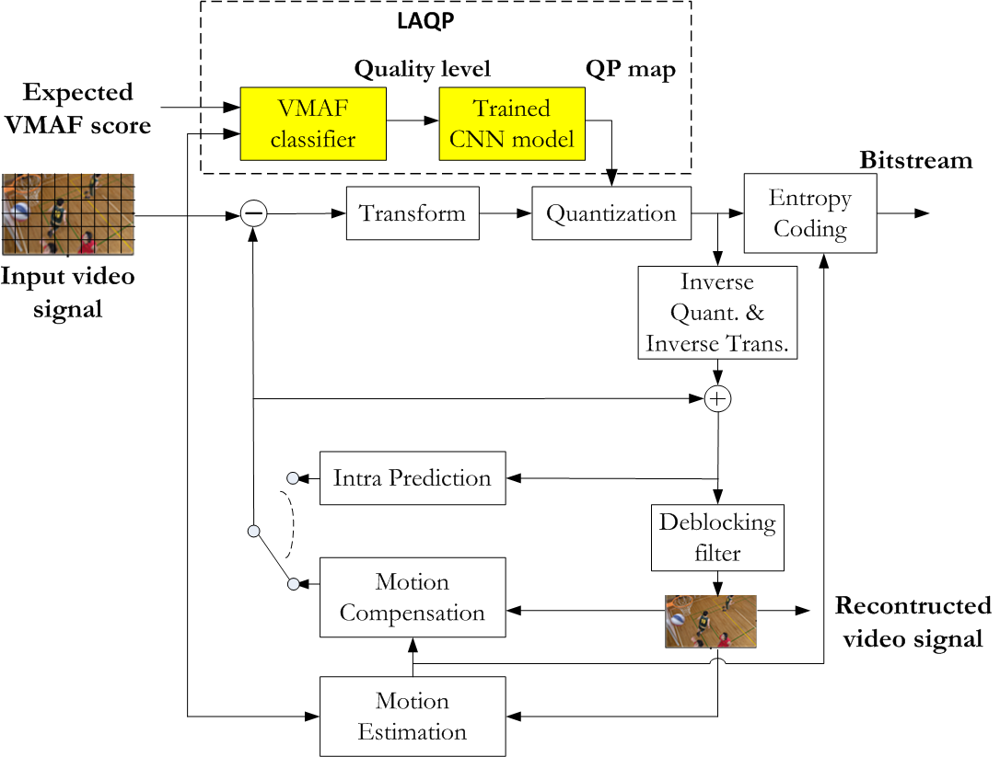 LAQP
Quality level
QP map
Expected
VMAF score
VMAF
classifier
Trained
CNN model
Bitstream
Transform
Quantization
Entropy
Coding
Input video
signal
Inverse
Quant. &
Inverse Trans.
Intra Prediction
Deblocking
filter
Motion
Compensation
Recontructed
video signal
Motion
Estimation